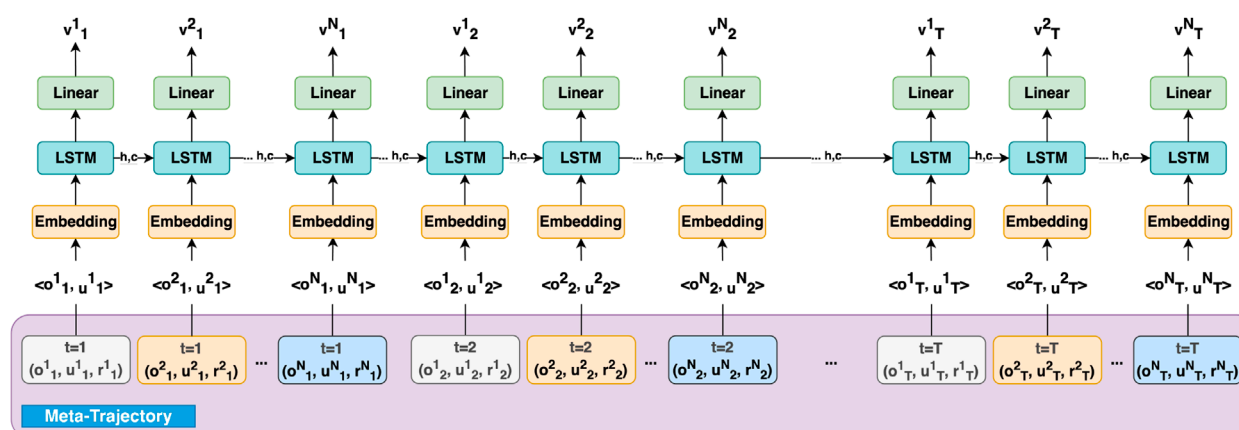 v¹₁ v²₁ vᴺ₁ v¹₂ v²₂ vᴺ₂ v¹T v²T vᴺT
Linear Linear Linear Linear Linear Linear Linear Linear Linear
LSTM h,c LSTM ... h,c LSTM ... h,c LSTM h,c LSTM ... h,c LSTM ... h,c LSTM h,c LSTM ... h,c LSTM
Embedding Embedding Embedding Embedding Embedding Embedding Embedding Embedding Embedding
<o¹₁, u¹₁> <o²₁, u²₁> <oᴺ₁, uᴺ₁> <o¹₂, u¹₂> <o²₂, u²₂> <oᴺ₂, uᴺ₂> <o¹T, u¹T> <o²T, u²T> <oᴺT, uᴺT>
t=1 t=1 t=1 t=2 t=2 t=2 t=T t=T t=T
(o¹₁, u¹₁, r¹₁) (o²₁, u²₁, r²₁) ... (oᴺ₁, uᴺ₁, rᴺ₁) (o¹₂, u¹₂, r¹₂) (o²₂, u²₂, r²₂) ... (oᴺ₂, uᴺ₂, rᴺ₂) ... (o¹T, u¹T, r¹T) (o²T, u²T, r²T) ... (oᴺT, uᴺT, rᴺT)
Meta-Trajectory